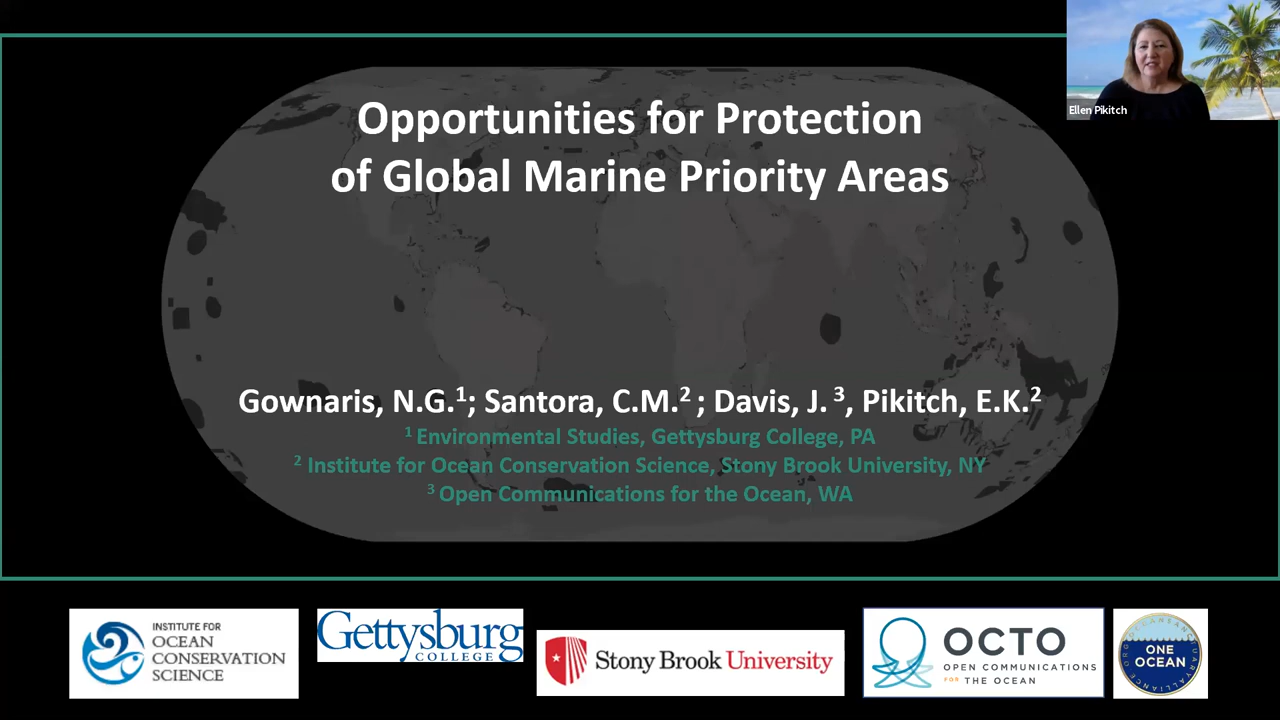 Ellen Pikitch
Opportunities for Protection
of Global Marine Priority Areas
Gownaris, N.G.1; Santora, C.M.2 ; Davis, J. 3, Pikitch, E.K.2
1 Environmental Studies, Gettysburg College, PA
2 Institute for Ocean Conservation Science, Stony Brook University, NY
3 Open Communications for the Ocean, WA
INSTITUTE FOR
OCEAN
CONSERVATION
SCIENCE
Gettysburg
COLLEGE
Stony Brook University
OCTO
OPEN COMMUNICATIONS
FOR THE OCEAN
ONE
OCEAN